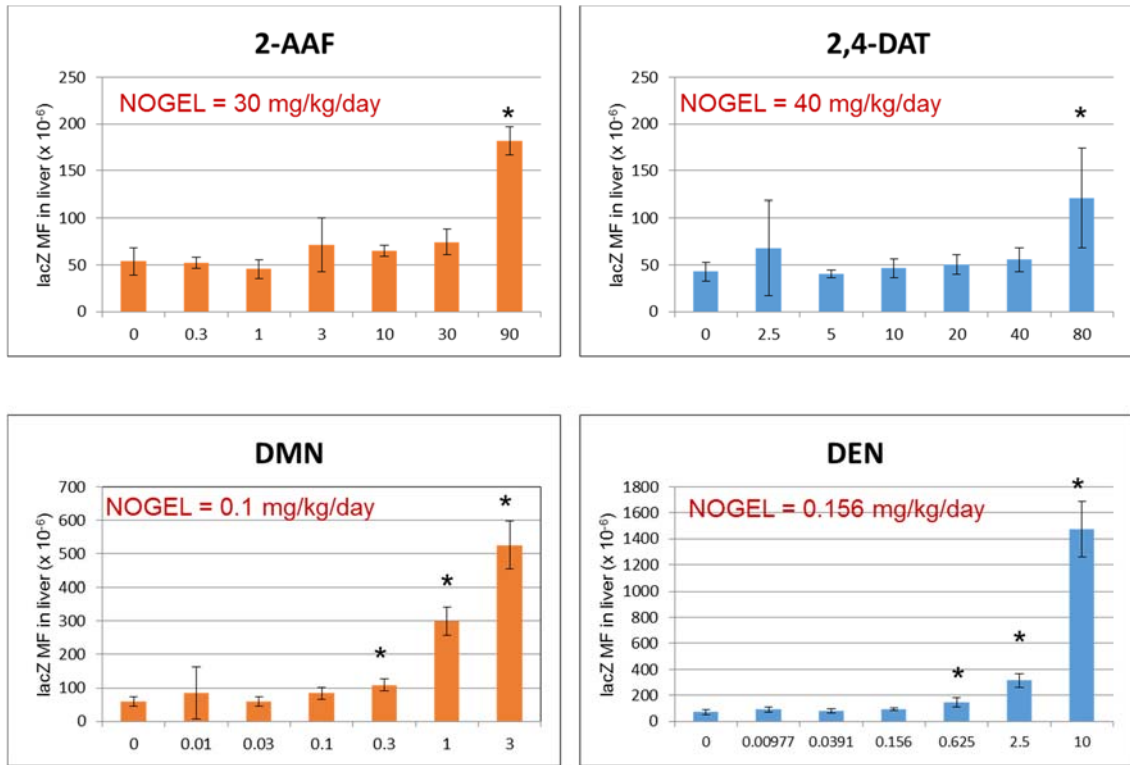 2-AAF
NOGEL = 30 mg/kg/day
lacZ MF in liver (x 10⁻⁶)
250
200
150
100
50
0
*
0 0.3 1 3 10 30 90
2,4-DAT
NOGEL = 40 mg/kg/day
lacZ MF in liver (x 10⁻⁶)
250
200
150
100
50
0
*
0 2.5 5 10 20 40 80
DMN
NOGEL = 0.1 mg/kg/day
lacZ MF in liver (x 10⁻⁶)
700
600
500
400
300
200
100
0
* * *
0 0.01 0.03 0.1 0.3 1 3
DEN
NOGEL = 0.156 mg/kg/day
lacZ MF in liver (x 10⁻⁶)
1800
1600
1400
1200
1000
800
600
400
200
0
* * *
0 0.00977 0.0391 0.156 0.625 2.5 10